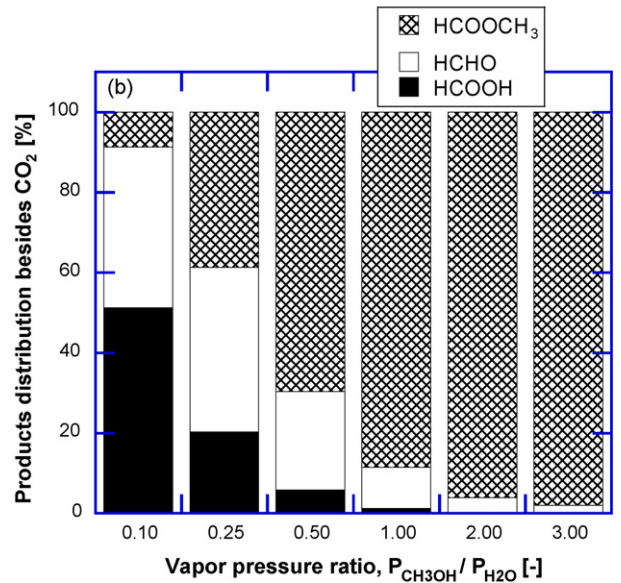 HCOOCH3
HCHO
HCOOH
(b)
Products distribution besides CO2 [%]
100
80
60
40
20
0
0.10 0.25 0.50 1.00 2.00 3.00
Vapor pressure ratio, PCH3OH / PH2O [-]